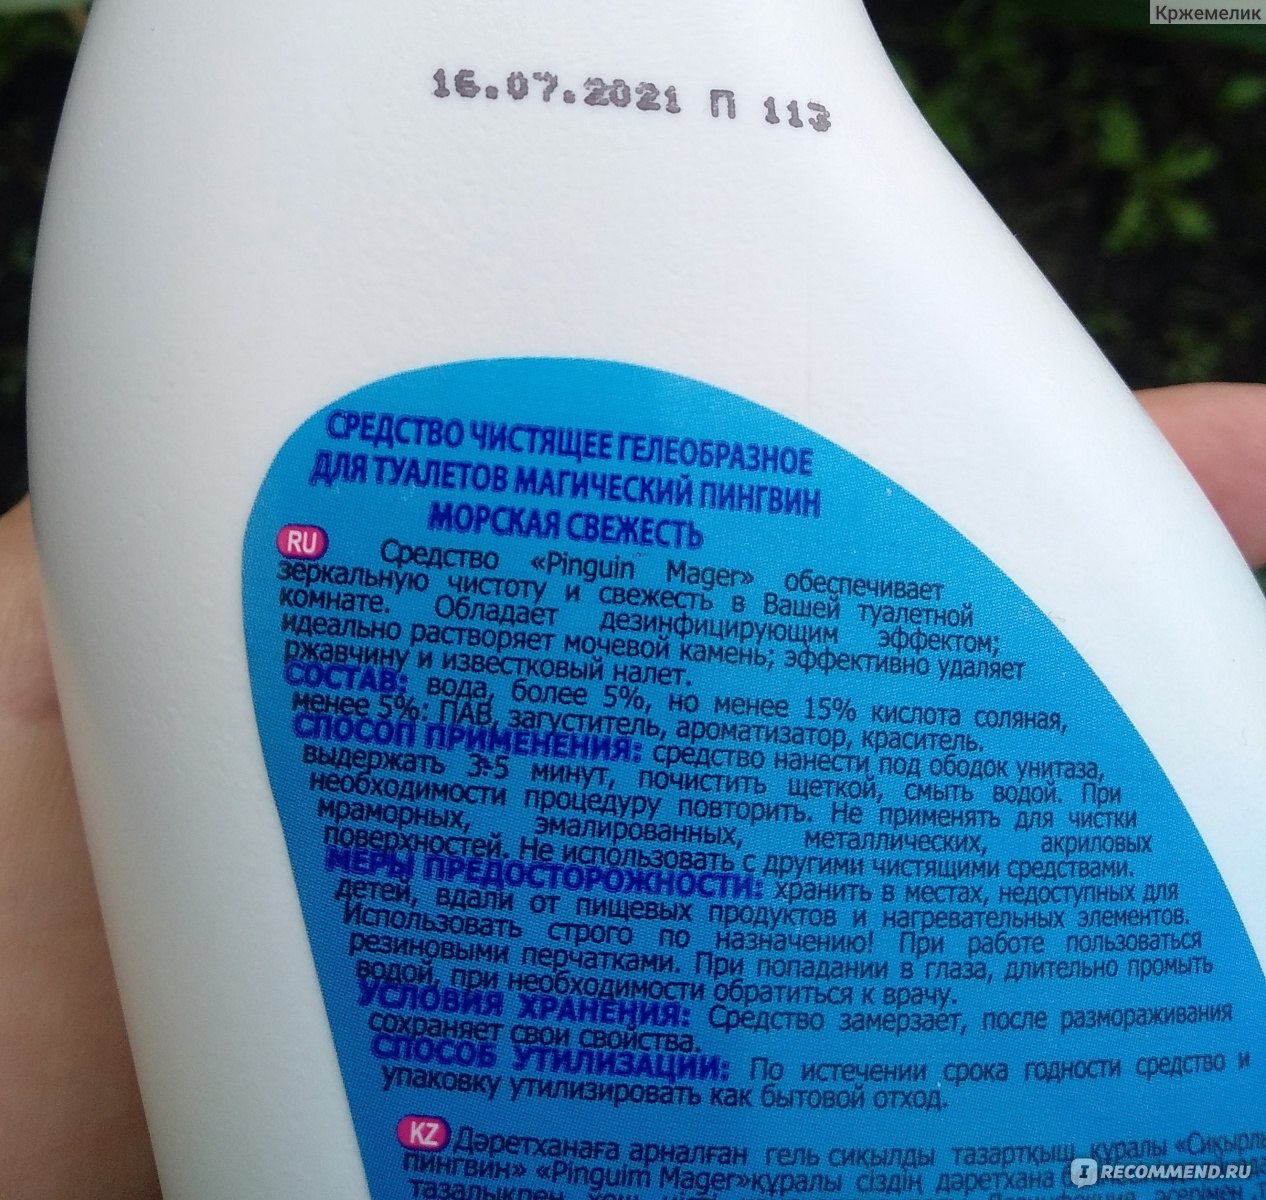 Кржемелик
16.07.2021 П 113
СРЕДСТВО ЧИСТЯЩЕЕ ГЕЛЕОБРАЗНОЕ
ДЛЯ ТУАЛЕТОВ МАГИЧЕСКИЙ ПИНГВИН
МОРСКАЯ СВЕЖЕСТЬ
RU Средство «Pinguin Mager» обеспечивает
зеркальную чистоту и свежесть в Вашей туалетной
комнате. Обладает дезинфицирующим эффектом;
идеально растворяет мочевой камень; эффективно удаляет
ржавчину и известковый налет.
СОСТАВ: вода, более 5%, но менее 15% кислота соляная,
менее 5%: ПАВ, загуститель, ароматизатор, краситель.
СПОСОП ПРИМЕНЕНИЯ: средство нанести под ободок унитаза,
выдержать 3-5 минут, почистить щеткой, смыть водой. При
необходимости процедуру повторить. Не применять для чистки
мраморных, эмалированных, металлических, акриловых
поверхностей. Не использовать с другими чистящими средствами.
МЕРЫ ПРЕДОСТОРОЖНОСТИ: хранить в местах, недоступных для
детей, вдали от пищевых продуктов и нагревательных элементов.
Использовать строго по назначению! При работе пользоваться
резиновыми перчатками. При попадании в глаза, длительно промыть
водой, при необходимости обратиться к врачу.
УСЛОВИЯ ХРАНЕНИЯ: Средство замерзает, после размораживания
сохраняет свои свойства.
СПОСОБ УТИЛИЗАЦИИ: По истечении срока годности средство и
упаковку утилизировать как бытовой отход.
KZ Дәретханаға арналған гель сиқылды тазартқыш құралы «Сиқырлы
пингвин» «Pinguim Mager»құралы сіздің дәретхана
I RECOMMEND.RU